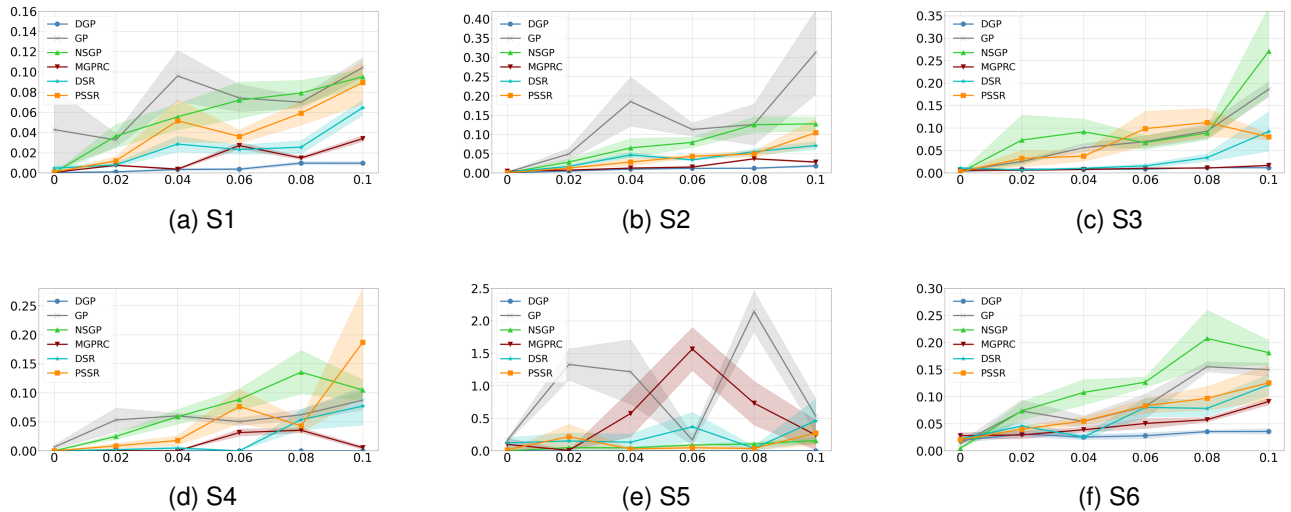 0.16
0.14
0.12
0.10
0.08
0.06
0.04
0.02
0.00
DGP
GP
NSGP
MGPRC
DSR
PSSR
0 0.02 0.04 0.06 0.08 0.1
(a) S1
0.40
0.35
0.30
0.25
0.20
0.15
0.10
0.05
0.00
DGP
GP
NSGP
MGPRC
DSR
PSSR
0 0.02 0.04 0.06 0.08 0.1
(b) S2
0.35
0.30
0.25
0.20
0.15
0.10
0.05
0.00
DGP
GP
NSGP
MGPRC
DSR
PSSR
0 0.02 0.04 0.06 0.08 0.1
(c) S3
0.25
0.20
0.15
0.10
0.05
0.00
DGP
GP
NSGP
MGPRC
DSR
PSSR
0 0.02 0.04 0.06 0.08 0.1
(d) S4
2.5
2.0
1.5
1.0
0.5
0.0
DGP
GP
NSGP
MGPRC
DSR
PSSR
0 0.02 0.04 0.06 0.08 0.1
(e) S5
0.30
0.25
0.20
0.15
0.10
0.05
0.00
DGP
GP
NSGP
MGPRC
DSR
PSSR
0 0.02 0.04 0.06 0.08 0.1
(f) S6